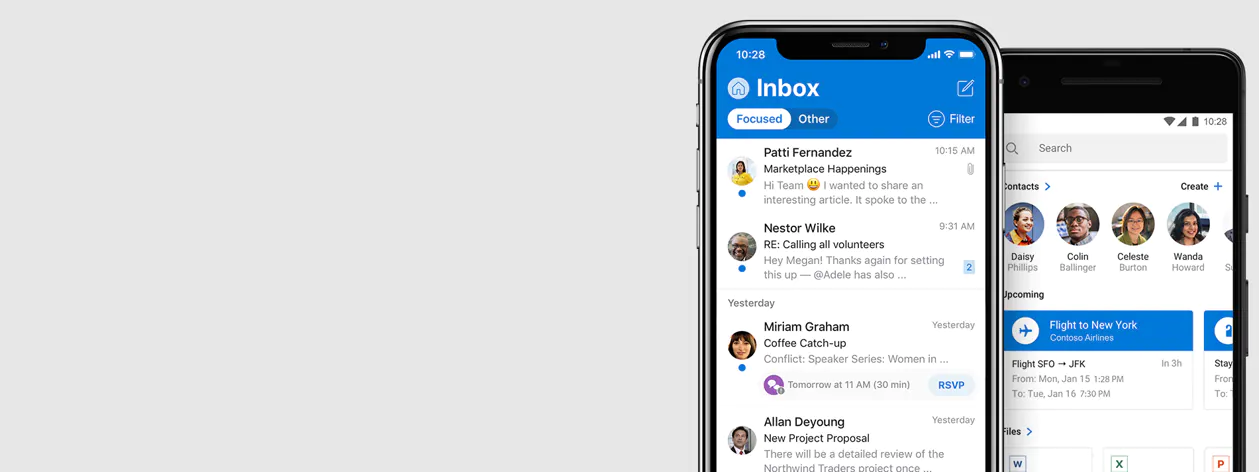 10:28
Inbox
Focused
Other
Filter
Patti Fernandez
10:15 AM
Marketplace Happenings
Hi Team 😃 I wanted to share an
interesting article. It spoke to the ...
Nestor Wilke
9:31 AM
RE: Calling all volunteers
Hey Megan! Thanks again for setting
this up — @Adele has also ...
2
Yesterday
Miriam Graham
Yesterday
Coffee Catch-up
Conflict: Speaker Series: Women in ...
Tomorrow at 11 AM (30 min)
RSVP
Allan Deyoung
Yesterday
New Project Proposal
There will be a detailed review of the
Northwind Traders project once ...
10:28
Search
ontacts
Create +
Daisy
Phillips
Colin
Ballinger
Celeste
Burton
Wanda
Howard
Upcoming
Flight to New York
Contoso Airlines
Flight SFO → JFK
In 3h
From: Mon, Jan 15 1:28 PM
To: Tue, Jan 16 7:30 PM
Stay
From
To: T
Files
W
X
P